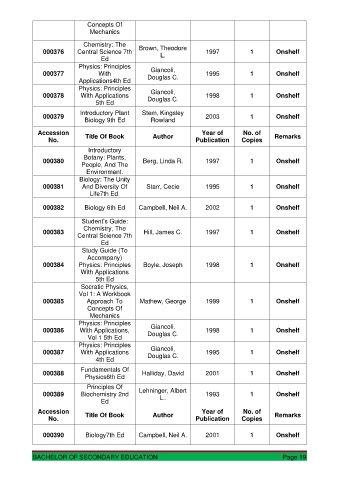 Concepts Of
Mechanics
000376 Chemistry: The Central Science 7th Ed Brown, Theodore L. 1997 1 Onshelf
000377 Physics: Principles With Applications4th Ed Giancoli, Douglas C. 1995 1 Onshelf
000378 Physics: Principles With Applications 5th Ed Giancoli, Douglas C. 1998 1 Onshelf
000379 Introductory Plant Biology 9th Ed Stern, Kingsley Rowland 2003 1 Onshelf
Accession No. Title Of Book Author Year of Publication No. of Copies Remarks
000380 Introductory Botany: Plants, People, And The Environment. Berg, Linda R. 1997 1 Onshelf
000381 Biology: The Unity And Diversity Of Life7th Ed. Starr, Cecie 1995 1 Onshelf
000382 Biology 6th Ed Campbell, Neil A. 2002 1 Onshelf
000383 Student's Guide: Chemistry, The Central Science 7th Ed Hill, James C. 1997 1 Onshelf
000384 Study Guide (To Accompany) Physics: Principles With Applications 5th Ed Boyle, Joseph 1998 1 Onshelf
000385 Socratic Physics, Vol 1: A Workbook Approach To Concepts Of Mechanics Mathew, George 1999 1 Onshelf
000386 Physics: Principles With Applications, Vol 1 5th Ed Giancoli, Douglas C. 1998 1 Onshelf
000387 Physics: Principles With Applications 4th Ed Giancoli, Douglas C. 1995 1 Onshelf
000388 Fundamentals Of Physics6th Ed Halliday, David 2001 1 Onshelf
000389 Principles Of Biochemistry 2nd Ed Lehninger, Albert L. 1993 1 Onshelf
Accession No. Title Of Book Author Year of Publication No. of Copies Remarks
000390 Biology7th Ed Campbell, Neil A. 2001 1 Onshelf
BACHELOR OF SECONDARY EDUCATION Page 19